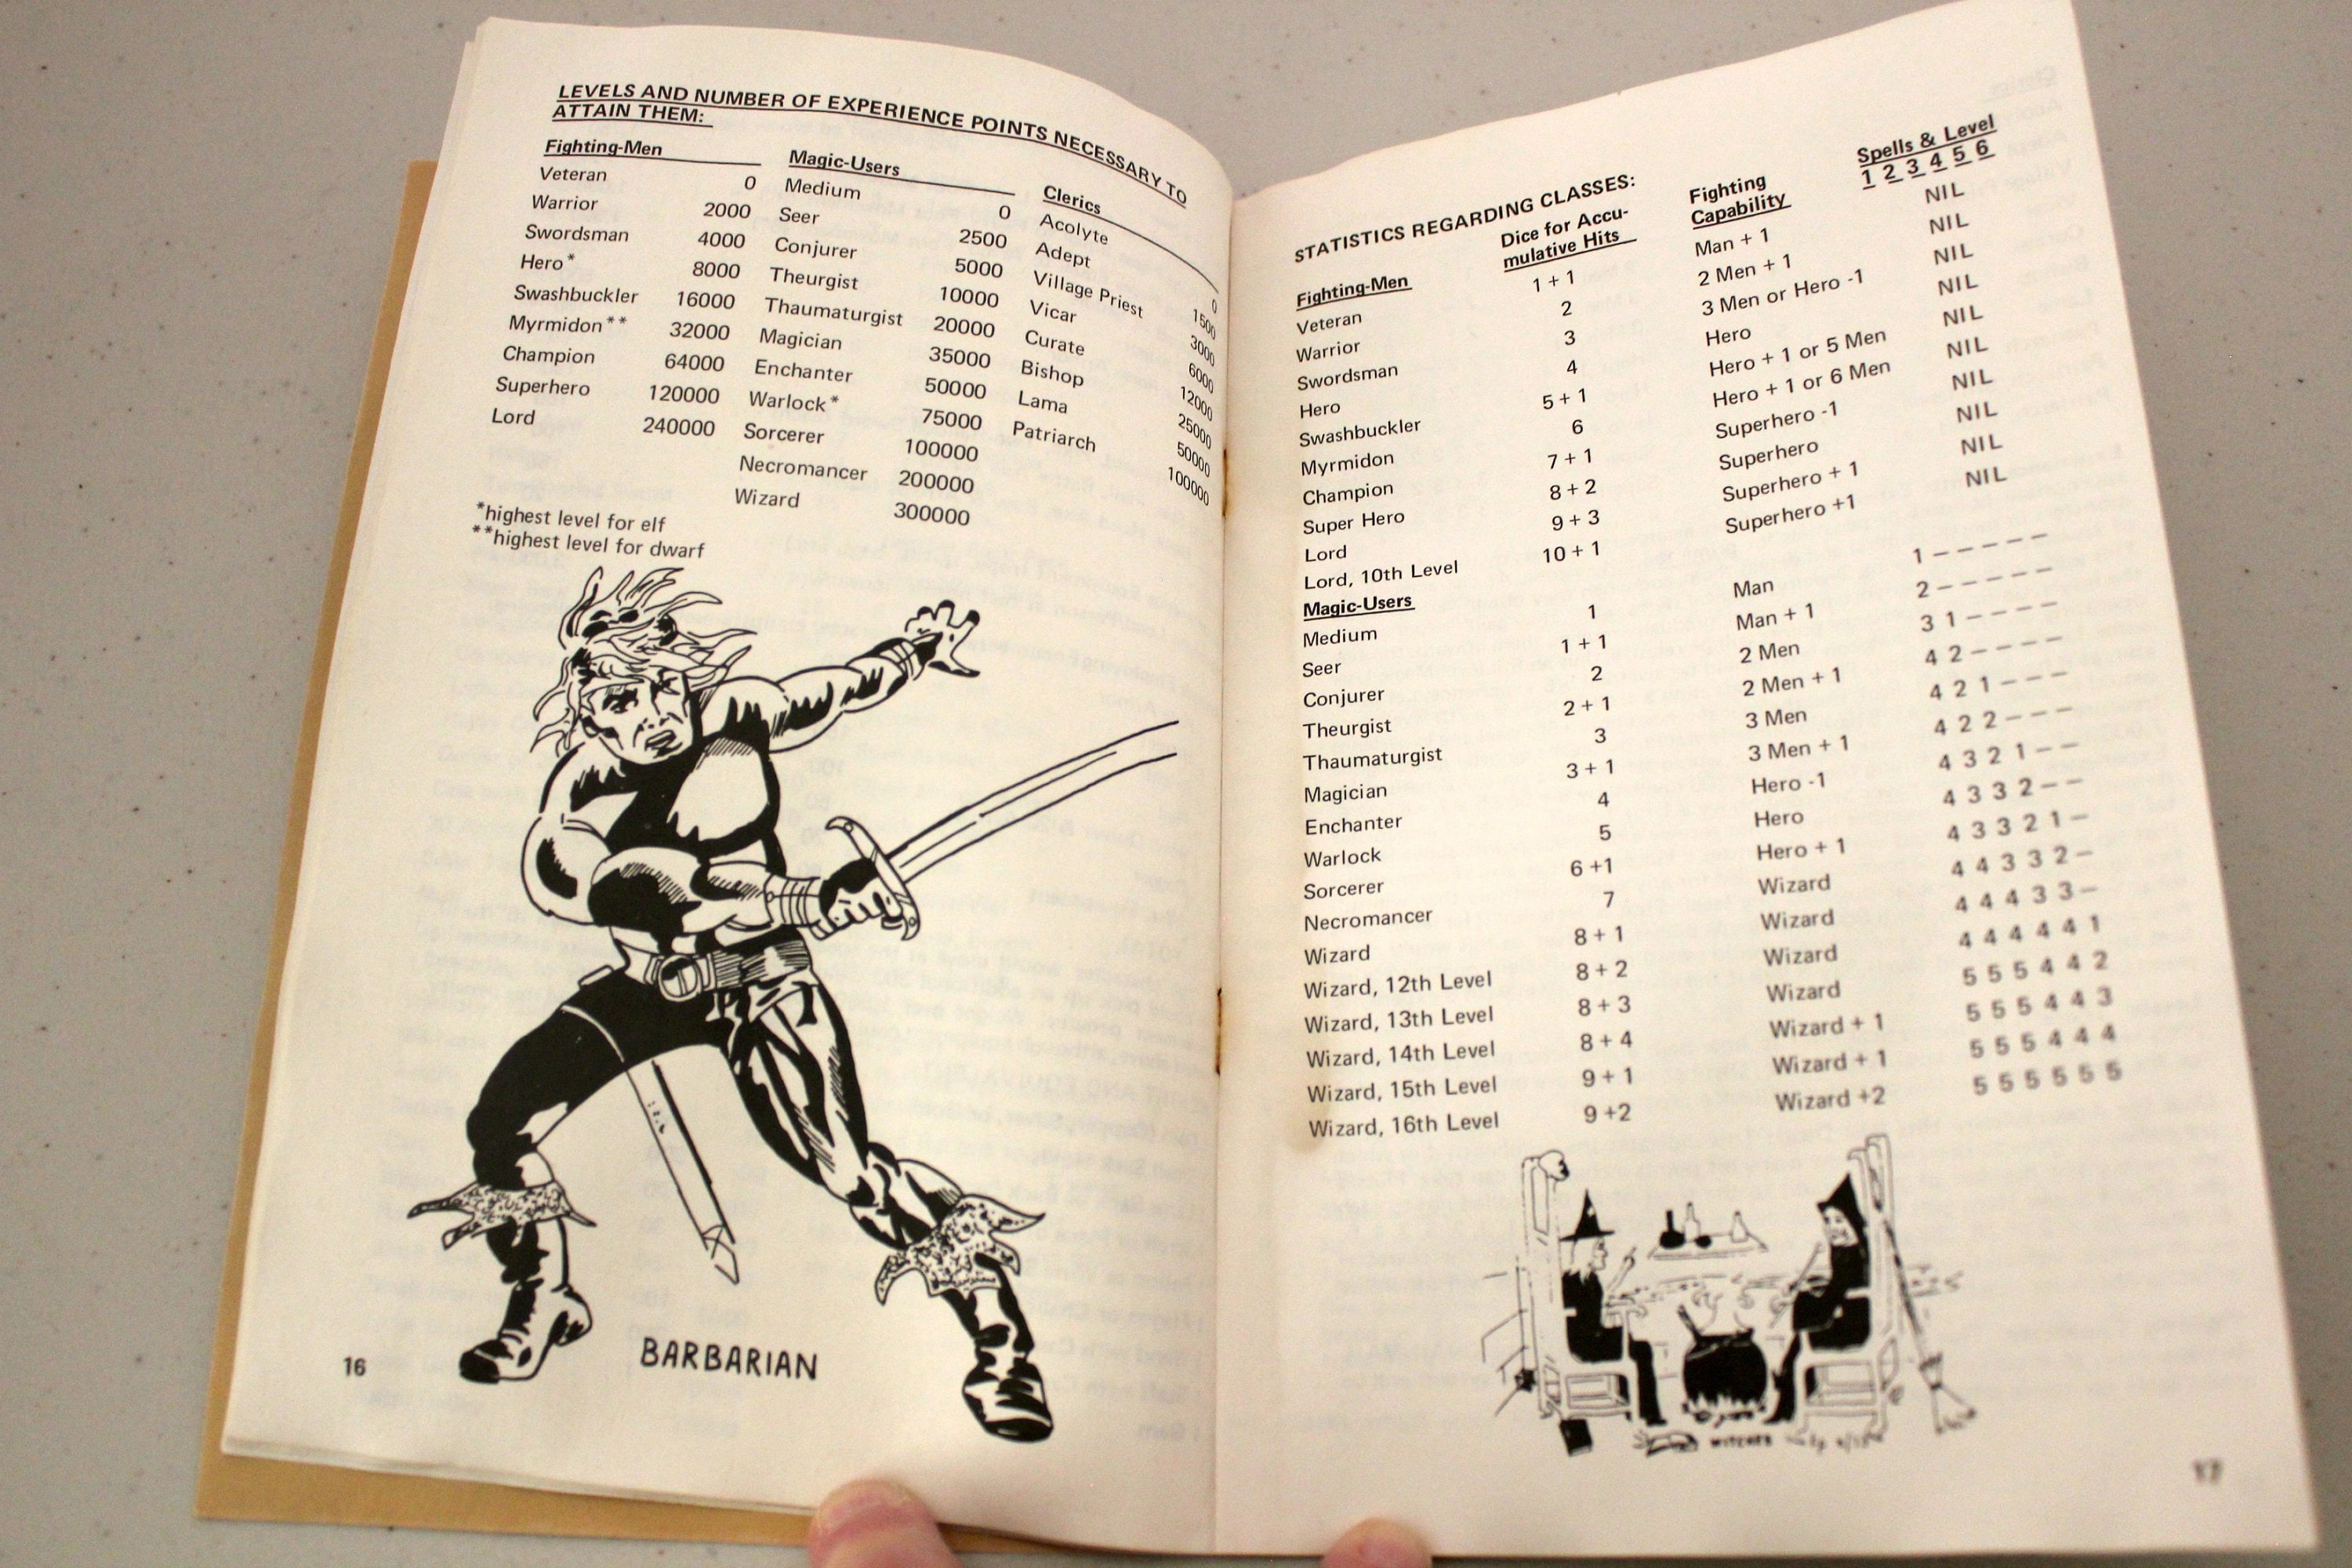 LEVELS AND NUMBER OF EXPERIENCE POINTS NECESSARY TO
ATTAIN THEM:
Fighting-Men Magic-Users Clerics
Veteran 0 Medium 0 Acolyte 0
Warrior 2000 Seer 2500 Adept 1500
Swordsman 4000 Conjurer 5000 Village Priest 3000
Hero* 8000 Theurgist 10000 Vicar 6000
Swashbuckler 16000 Thaumaturgist 20000 Curate 12000
Myrmidon** 32000 Magician 35000 Bishop 25000
Champion 64000 Enchanter 50000 Lama 50000
Superhero 120000 Warlock* 75000 Patriarch 100000
Lord 240000 Sorcerer 100000
Necromancer 200000
Wizard 300000
*highest level for elf
**highest level for dwarf
BARBARIAN
16
STATISTICS REGARDING CLASSES:
Dice for Accu- Fighting Spells & Level
mulative Hits Capability 1 2 3 4 5 6
Fighting-Men
Veteran 1 + 1 Man + 1 NIL
Warrior 2 2 Men + 1 NIL
Swordsman 3 3 Men or Hero -1 NIL
Hero 4 Hero NIL
Swashbuckler 5 + 1 Hero + 1 or 5 Men NIL
Myrmidon 6 Hero + 1 or 6 Men NIL
Champion 7 + 1 Superhero -1 NIL
Super Hero 8 + 2 Superhero NIL
Lord 9 + 3 Superhero + 1 NIL
Lord, 10th Level 10 + 1 Superhero +1 NIL
Magic-Users
Medium 1 Man 1 – – – – –
Seer 1 + 1 Man + 1 2 – – – – –
Conjurer 2 2 Men 3 1 – – – –
Theurgist 2 + 1 2 Men + 1 4 2 – – – –
Thaumaturgist 3 3 Men 4 2 1 – – –
Magician 3 + 1 3 Men + 1 4 2 2 – – –
Enchanter 4 Hero -1 4 3 2 1 – –
Warlock 5 Hero 4 3 3 2 – –
Sorcerer 6 +1 Hero + 1 4 3 3 2 1 –
Necromancer 7 Wizard 4 4 3 3 2 –
Wizard 8 + 1 Wizard 4 4 4 3 3 –
Wizard, 12th Level 8 + 2 Wizard 4 4 4 4 4 1
Wizard, 13th Level 8 + 3 Wizard 5 5 5 4 4 2
Wizard, 14th Level 8 + 4 Wizard + 1 5 5 5 4 4 3
Wizard, 15th Level 9 + 1 Wizard + 1 5 5 5 4 4 4
Wizard, 16th Level 9 +2 Wizard +2 5 5 5 5 5 5
WITCHES
17